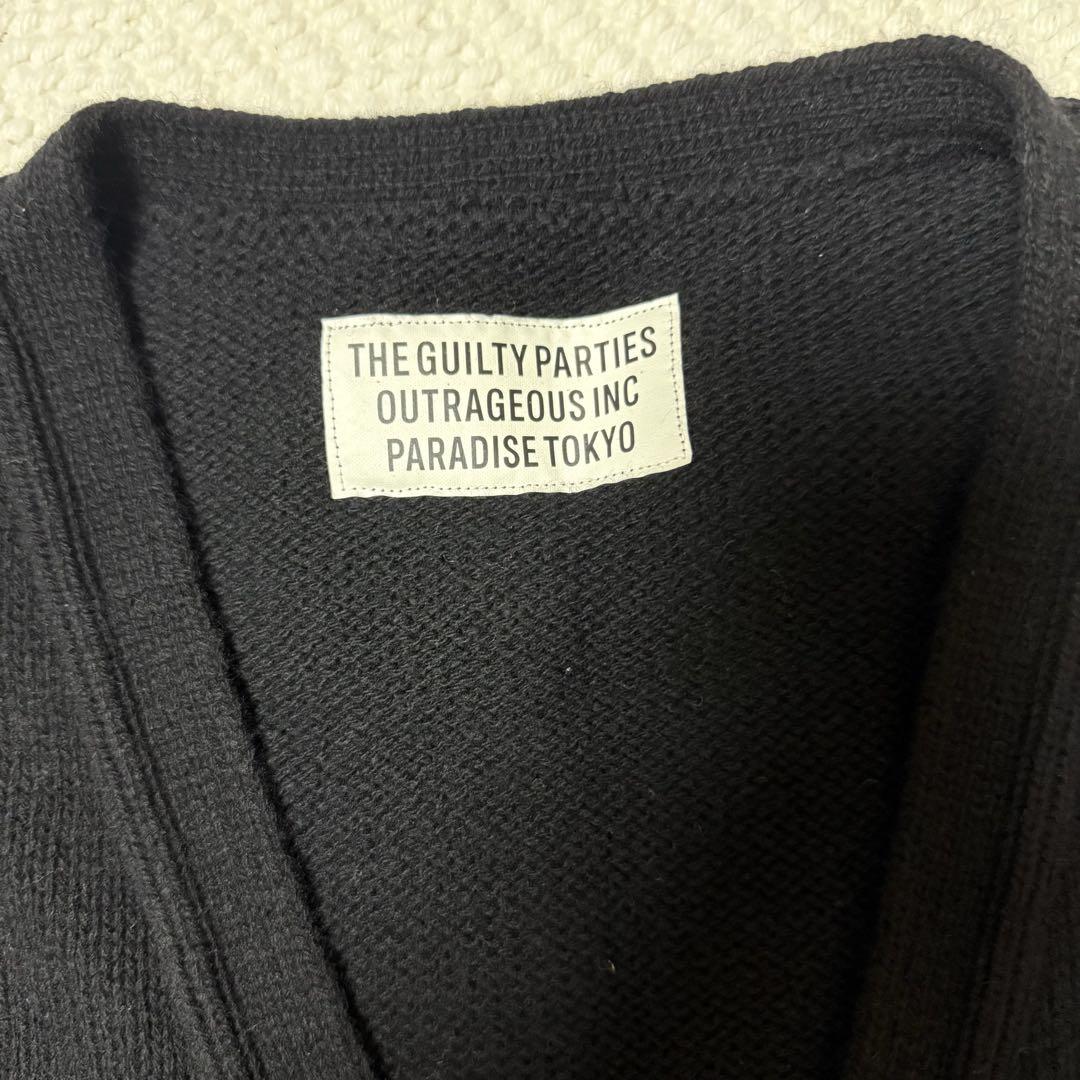 THE GUILTY PARTIES
OUTRAGEOUS INC
PARADISE TOKYO